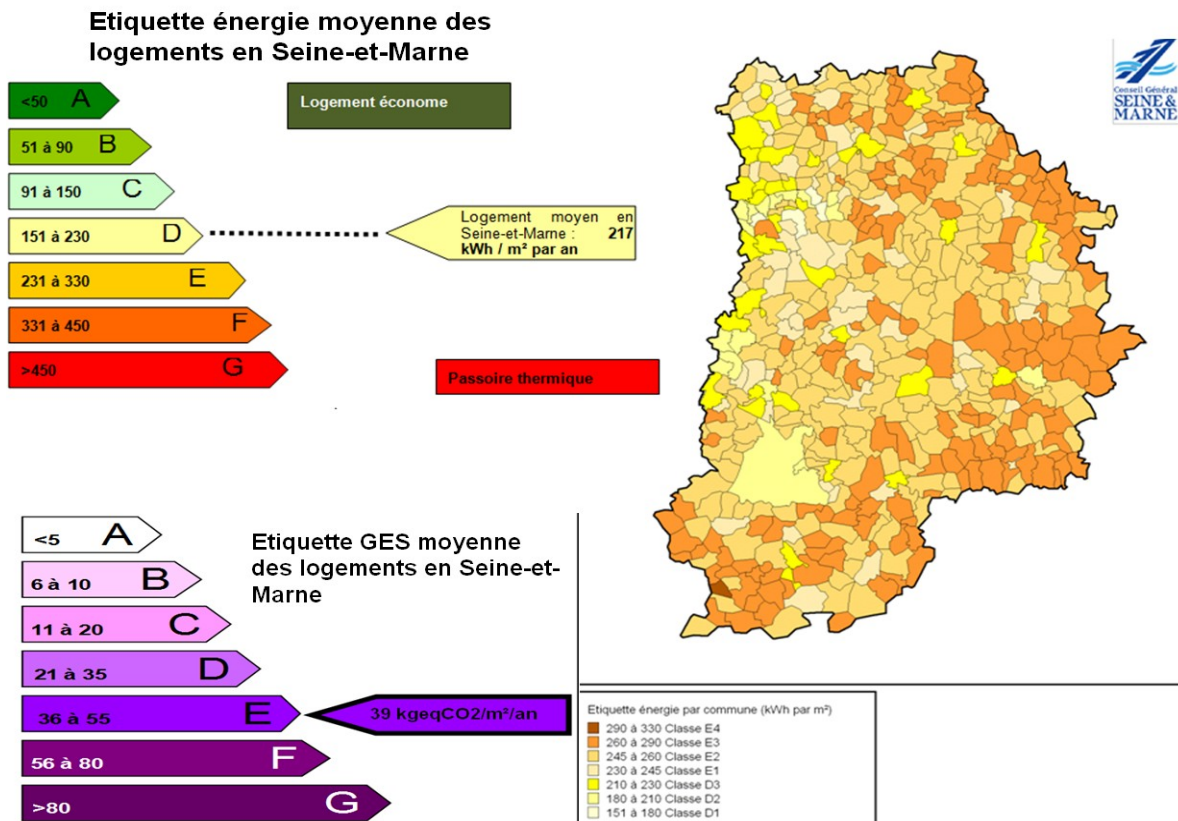 Etiquette énergie moyenne des
logements en Seine-et-Marne
<50 A
51 à 90 B
91 à 150 C
151 à 230 D
231 à 330 E
331 à 450 F
>450 G
Logement économe
Logement moyen en
Seine-et-Marne : 217
kWh / m² par an
Passoire thermique
Conseil Général
SEINE &
MARNE
<5 A
6 à 10 B
11 à 20 C
21 à 35 D
36 à 55 E
56 à 80 F
>80 G
Etiquette GES moyenne
des logements en Seine-et-
Marne
39 kgeqCO2/m²/an
Etiquette énergie par commune (kWh par m²)
290 à 330 Classe E4
260 à 290 Classe E3
245 à 260 Classe E2
230 à 245 Classe E1
210 à 230 Classe D3
180 à 210 Classe D2
151 à 180 Classe D1